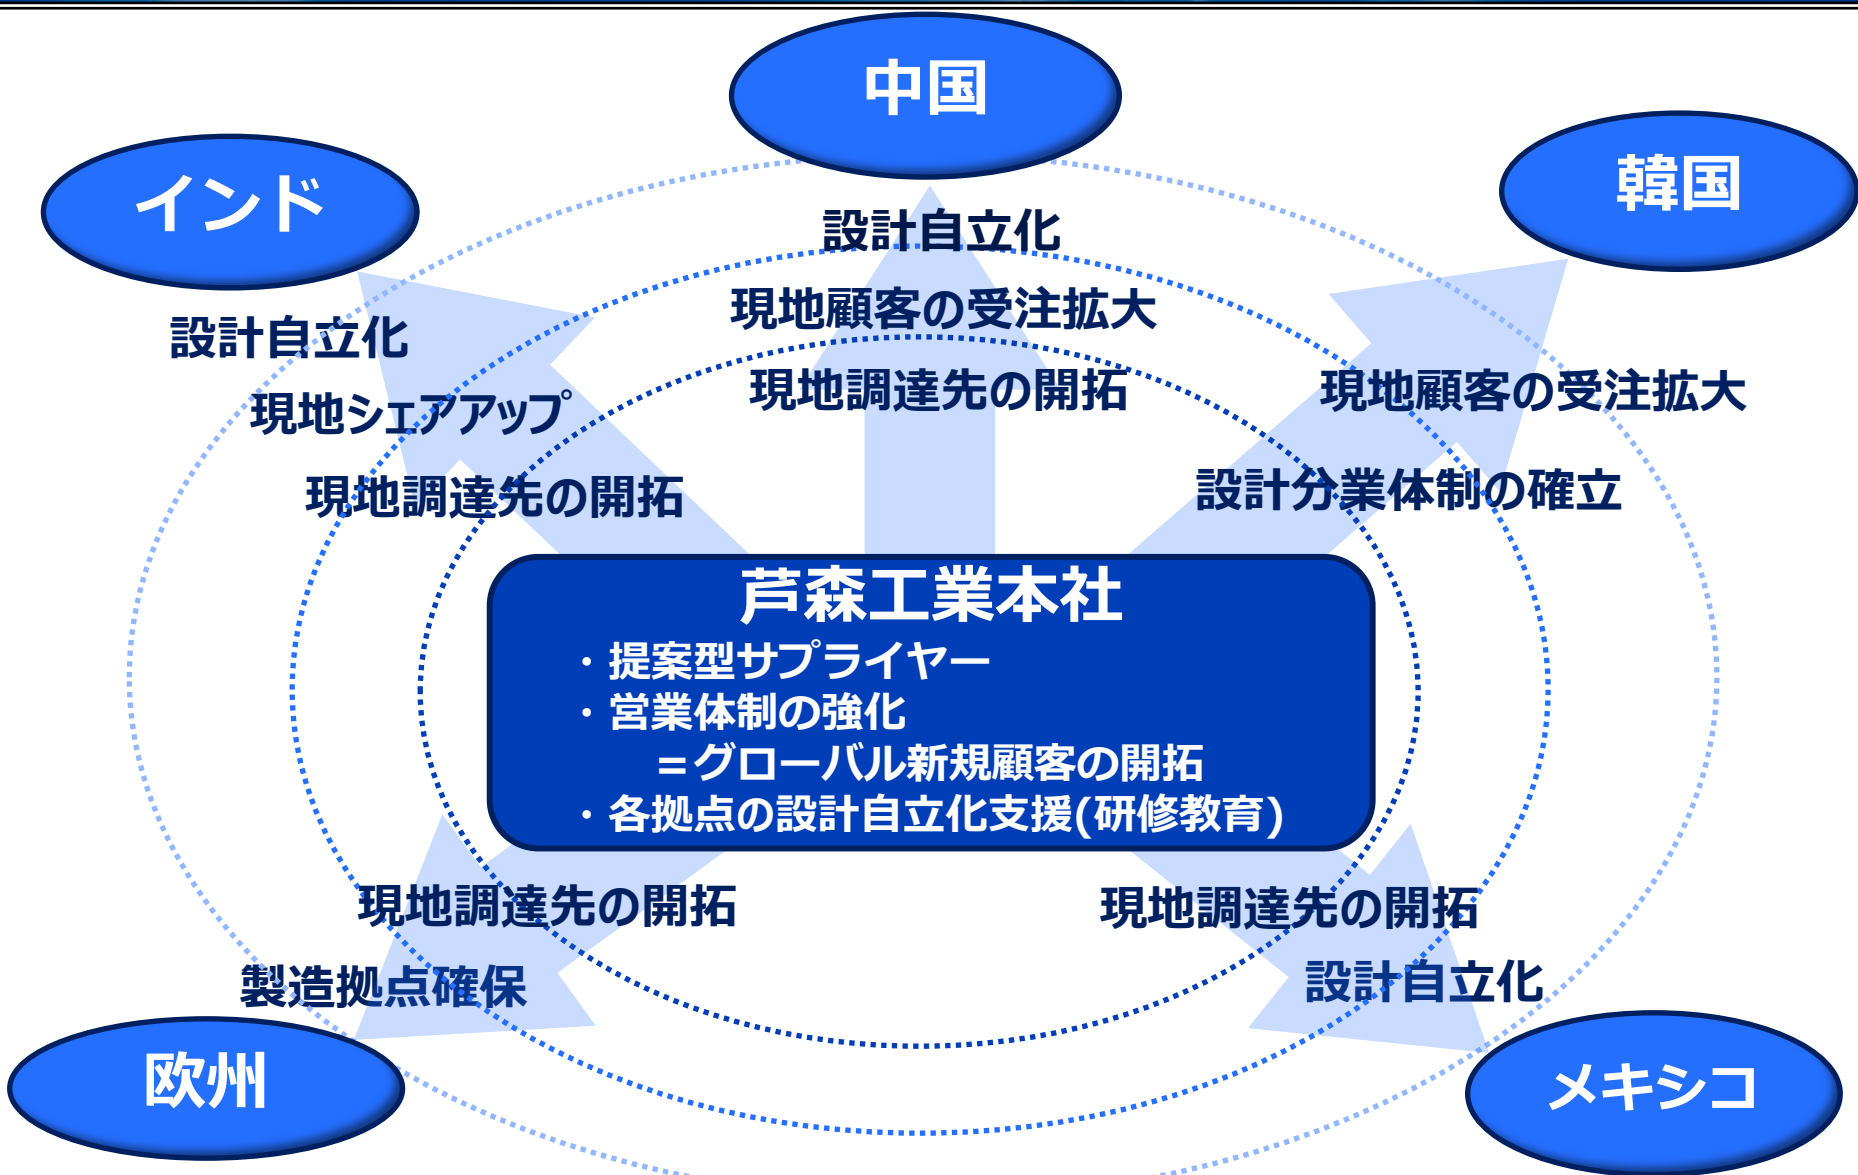 中国
韓国
インド
設計自立化
現地顧客の受注拡大
現地調達先の開拓
設計自立化
現地シェアアップ
現地調達先の開拓
現地顧客の受注拡大
設計分業体制の確立
芦森工業本社
・提案型サプライヤー
・営業体制の強化
＝グローバル新規顧客の開拓
・各拠点の設計自立化支援(研修教育)
現地調達先の開拓
製造拠点確保
現地調達先の開拓
設計自立化
欧州
メキシコ